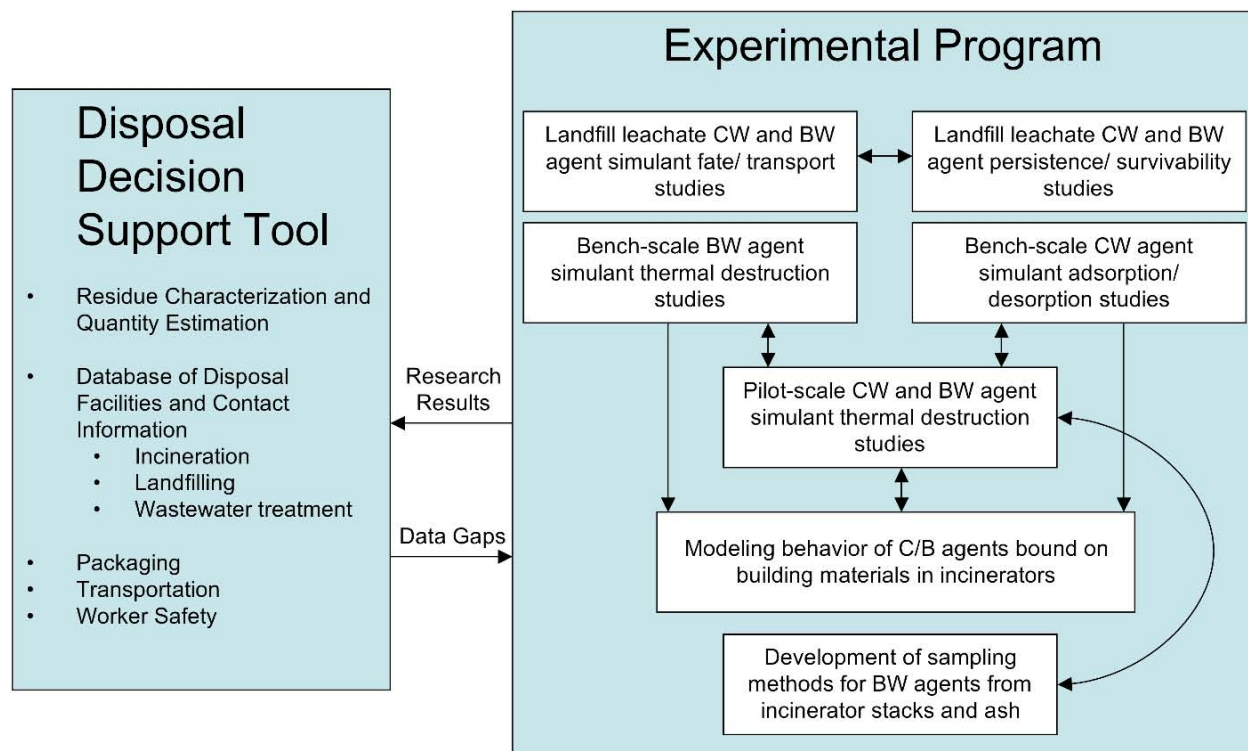 Disposal
Decision
Support Tool
• Residue Characterization and
Quantity Estimation
• Database of Disposal
Facilities and Contact
Information
• Incineration
• Landfilling
• Wastewater treatment
• Packaging
• Transportation
• Worker Safety
Research
Results
Data Gaps
Experimental Program
Landfill leachate CW and BW
agent simulant fate/ transport
studies
Landfill leachate CW and BW
agent persistence/ survivability
studies
Bench-scale BW agent
simulant thermal destruction
studies
Bench-scale CW agent
simulant adsorption/
desorption studies
Pilot-scale CW and BW agent
simulant thermal destruction
studies
Modeling behavior of C/B agents bound on
building materials in incinerators
Development of sampling
methods for BW agents from
incinerator stacks and ash